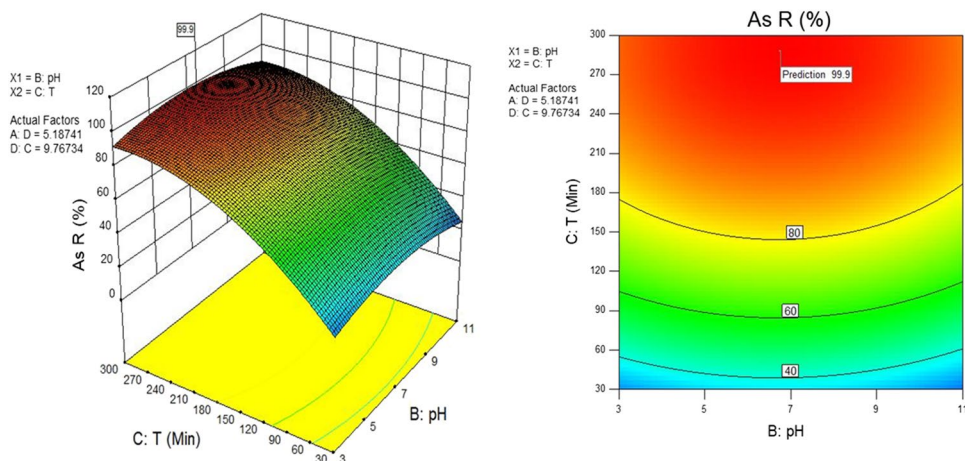 99.9
X1 = B: pH
X2 = C: T
Actual Factors
A: D = 5.18741
D: C = 9.76734
120
100
80
60
40
20
0
As R (%)
300
270
240
210
180
150
120
90
60
30
C: T (Min)
3
5
7
9
11
B: pH
As R (%)
X1 = B: pH
X2 = C: T
Actual Factors
A: D = 5.18741
D: C = 9.76734
300
270
240
210
180
150
120
90
60
30
C: T (Min)
Prediction 99.9
80
60
40
3
5
7
9
11
B: pH